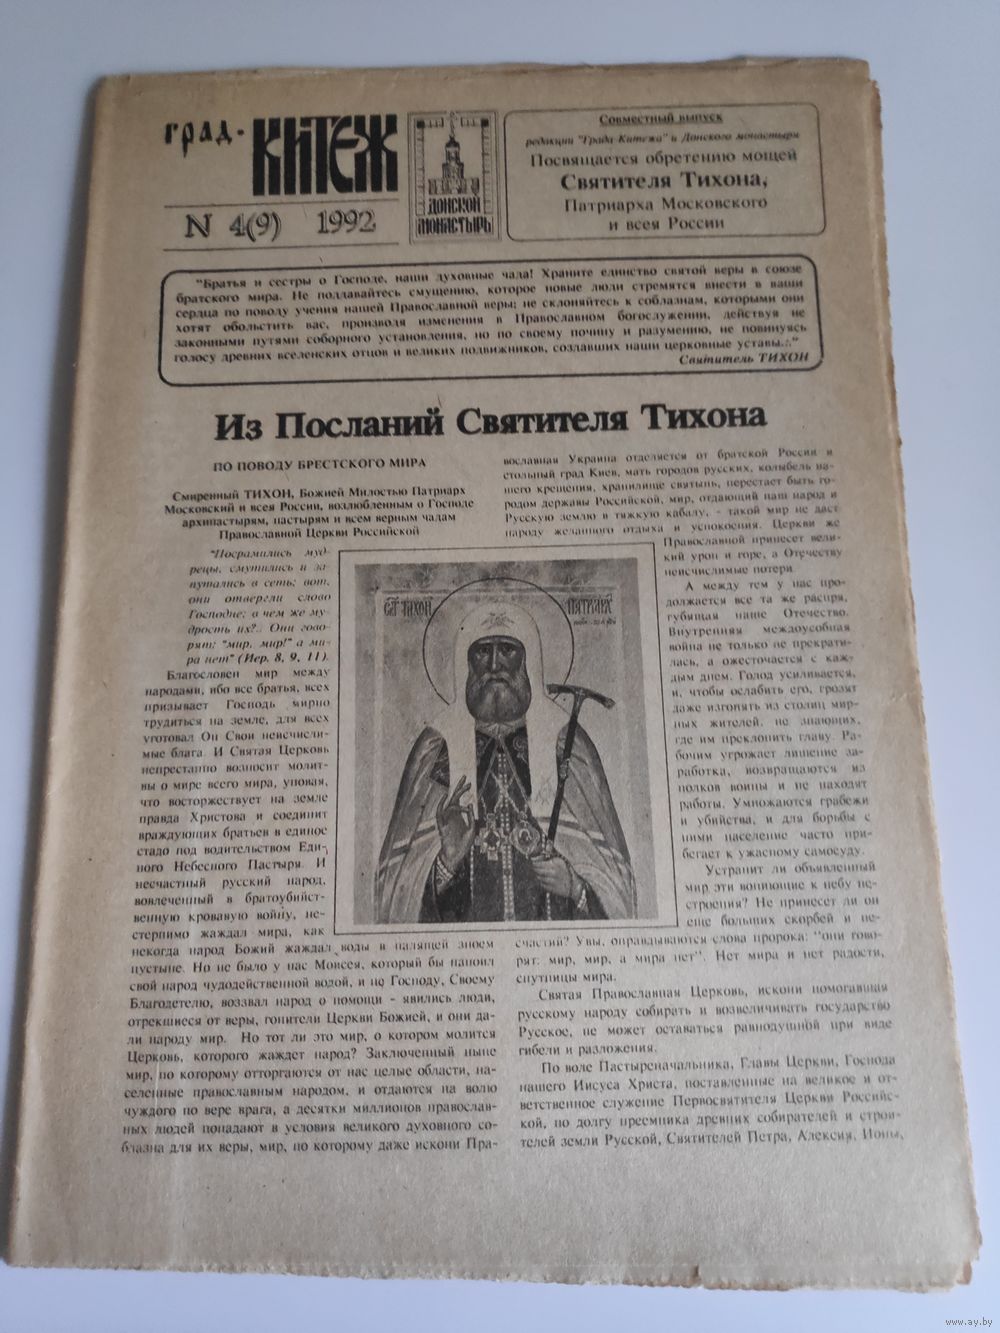 град-
КИТЕЖ
N 4(9) 1992
ДОНСКОЙ
МОНАСТЫРЬ
Совместный выпуск
редакции "Града Китежа" и Донского монастыря
Посвящается обретению мощей
Святителя Тихона,
Патриарха Московского
и всея России
"Братья и сестры о Господе, наши духовные чада! Храните единство святой веры в союзе
братского мира. Не поддавайтесь смущению, которое новые люди стремятся внести в ваши
сердца по поводу учения нашей Православной веры; не склоняйтесь к соблазнам, которыми они
хотят обольстить вас, производя изменения в Православном богослужении, действуя не
законными путями соборного установления, но по своему почину и разумению, не повинуясь
голосу древних вселенских отцов и великих подвижников, создавших наши церковные уставы..."
Святитель ТИХОН
Из Посланий Святителя Тихона
ПО ПОВОДУ БРЕСТСКОГО МИРА
Смиренный ТИХОН, Божией Милостью Патриарх
Московский и всея России, возлюбленным о Господе
архипастырям, пастырям и всем верным чадам
Православной Церкви Российской
"Посрамились муд-
рецы, смутились и за-
путались в сеть; вот,
они отвергли слово
Господне; в чем же му-
дрость их?.. Они гово-
рят: "мир, мир!" а ми-
ра нет" (Иер. 8, 9, 11).
Благословен мир между
народами, ибо все братья, всех
призывает Господь мирно
трудиться на земле, для всех
уготовал Он Свои неисчисли-
мые блага. И Святая Церковь
непрестанно возносит молит-
вы о мире всего мира, уповая,
что восторжествует на земле
правда Христова и соединит
враждующих братьев в единое
стадо под водительством Еди-
ного Небесного Пастыря. И
несчастный русский народ,
вовлеченный в братоубийст-
венную кровавую войну, не-
стерпимо жаждал мира, как
некогда народ Божий жаждал воды в палящей зноем
пустыне. Но не было у нас Моисея, который бы напоил
свой народ чудодейственной водой, и не Господу, Своему
Благодетелю, воззвал народ о помощи - явились люди,
отрекшиеся от веры, гонители Церкви Божией, и они да-
ли народу мир. Но тот ли это мир, о котором молится
Церковь, которого жаждет народ? Заключенный ныне
мир, по которому отторгаются от нас целые области, на-
селенные православным народом, и отдаются на волю
чуждого по вере врага, а десятки миллионов православ-
ных людей попадают в условия великого духовного со-
блазна для их веры, мир, по которому даже искони Пра-
СВ ТИХОН ПАТРИАРХ
вославная Украина отделяется от братской России и
стольный град Киев, мать городов русских, колыбель на-
шего крещения, хранилище святынь, перестает быть го-
родом державы Российской, мир, отдающий наш народ и
Русскую землю в тяжкую кабалу, - такой мир не даст
народу желанного отдыха и успокоения. Церкви же
Православной принесет вели-
кий урон и горе, а Отечеству
неисчислимые потери.
А между тем у нас про-
должается все та же распря,
губящая наше Отечество.
Внутренняя междоусобная
война не только не прекрати-
лась, а ожесточается с каж-
дым днем. Голод усиливается,
и, чтобы ослабить его, грозят
даже изгонять из столиц мир-
ных жителей, не знающих,
где им преклонить главу. Ра-
бочим угрожает лишение за-
работка, возвращаются из
полков воины и не находят
работы. Умножаются грабежи
и убийства, и для борьбы с
ними население часто при-
бегает к ужасному самосуду.
Устранит ли объявленный
мир эти вопиющие к небу не-
строения? Не принесет ли он
еще больших скорбей и не-
счастий? Увы, оправдываются слова пророка: "они гово-
рят: мир, мир, а мира нет". Нет мира и нет радости,
спутницы мира.
Святая Православная Церковь, искони помогавшая
русскому народу собирать и возвеличивать государство
Русское, не может оставаться равнодушной при виде
гибели и разложения.
По воле Пастыреначальника, Главы Церкви, Господа
нашего Иисуса Христа, поставленные на великое и от-
ветственное служение Первосвятителя Церкви Россий-
ской, по долгу преемника древних собирателей и строи-
телей земли Русской, Святителей Петра, Алексия, Ионы,
www.ay.by